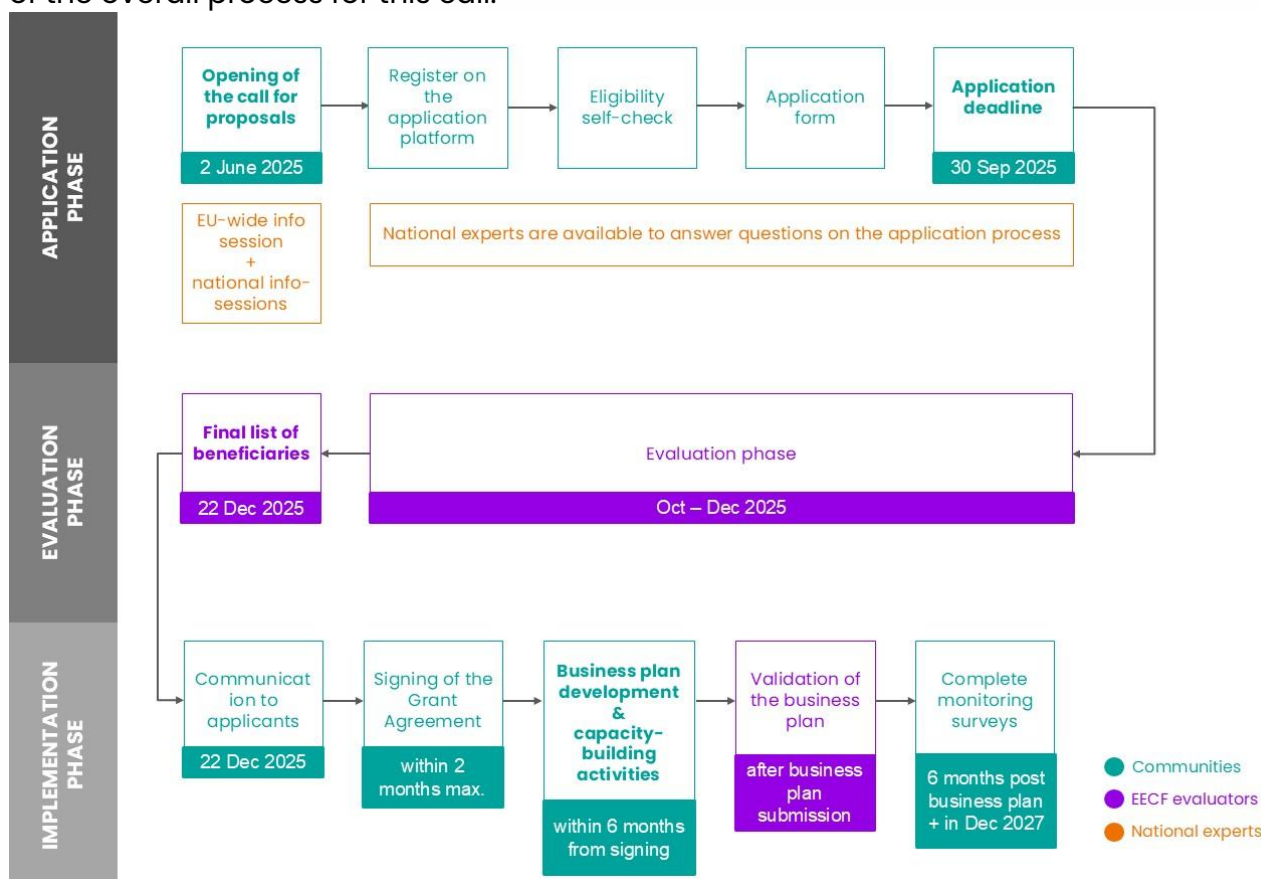 of the overall process for this call.
APPLICATION
PHASE
Opening of
the call for
proposals
2 June 2025
Register on
the
application
platform
Eligibility
self-check
Application
form
Application
deadline
30 Sep 2025
EU-wide info
session
+
national info-
sessions
National experts are available to answer questions on the application process
EVALUATION
PHASE
Final list of
beneficiaries
22 Dec 2025
Evaluation phase
Oct – Dec 2025
IMPLEMENTATION
PHASE
Communicat
ion to
applicants
22 Dec 2025
Signing of the
Grant
Agreement
within 2
months max.
Business plan
development
&
capacity-
building
activities
within 6 months
from signing
Validation of
the business
plan
after business
plan
submission
Complete
monitoring
surveys
6 months post
business plan
+ in Dec 2027
Communities
EECF evaluators
National experts